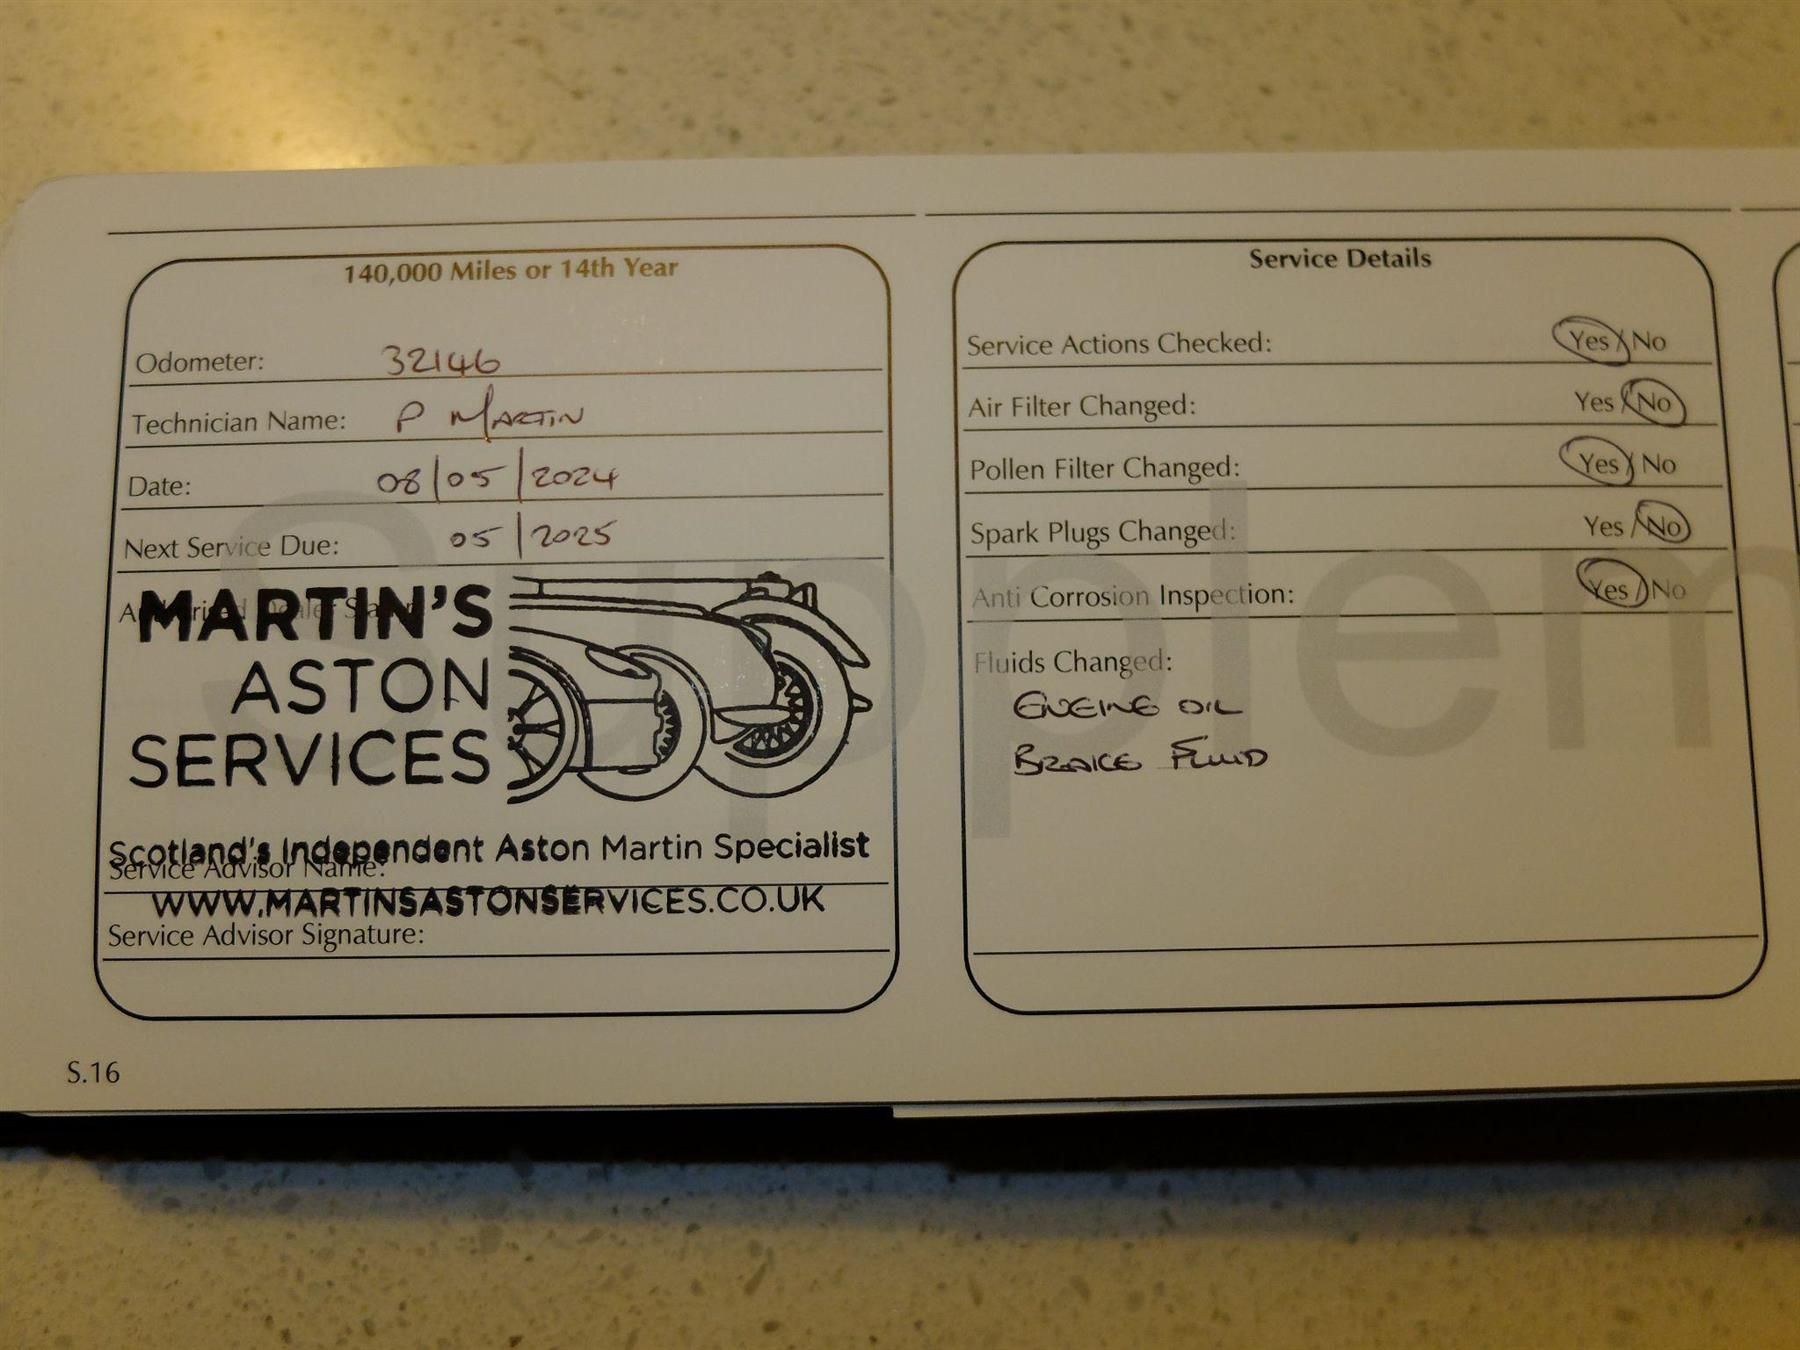 140,000 Miles or 14th Year
Odometer: 32146
Technician Name: P MARTIN
Date: 08/05/2024
Next Service Due: 05/2025
MARTIN'S
ASTON
SERVICES
Scotland's Independent Aston Martin Specialist
Service Advisor Name:
WWW.MARTINSASTONSERVICES.CO.UK
Service Advisor Signature:
S.16
Service Details
Service Actions Checked: Yes / No
Air Filter Changed: Yes / No
Pollen Filter Changed: Yes / No
Spark Plugs Changed: Yes / No
Anti Corrosion Inspection: Yes / No
Fluids Changed:
ENGINE OIL
BRAKE FLUID
Supplem